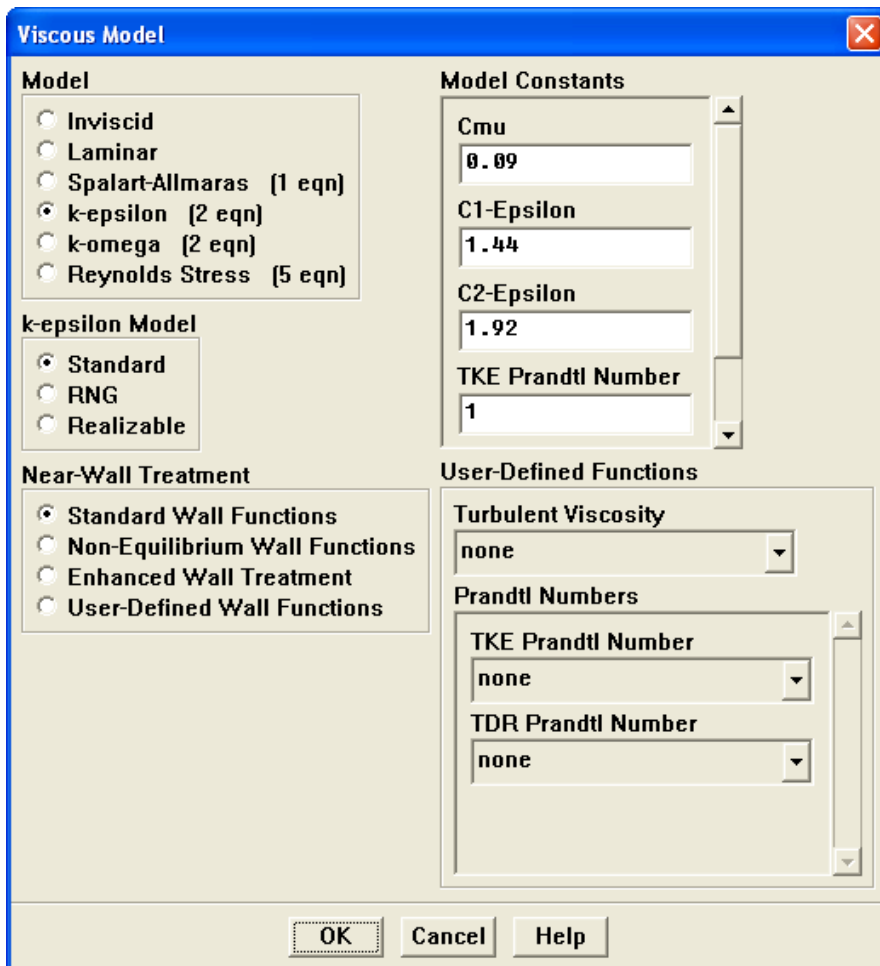 Viscous Model
Model
Inviscid
Laminar
Spalart-Allmaras (1 eqn)
k-epsilon (2 eqn)
k-omega (2 eqn)
Reynolds Stress (5 eqn)
k-epsilon Model
Standard
RNG
Realizable
Near-Wall Treatment
Standard Wall Functions
Non-Equilibrium Wall Functions
Enhanced Wall Treatment
User-Defined Wall Functions
Model Constants
Cmu
0.09
C1-Epsilon
1.44
C2-Epsilon
1.92
TKE Prandtl Number
1
User-Defined Functions
Turbulent Viscosity
none
Prandtl Numbers
TKE Prandtl Number
none
TDR Prandtl Number
none
OK Cancel Help